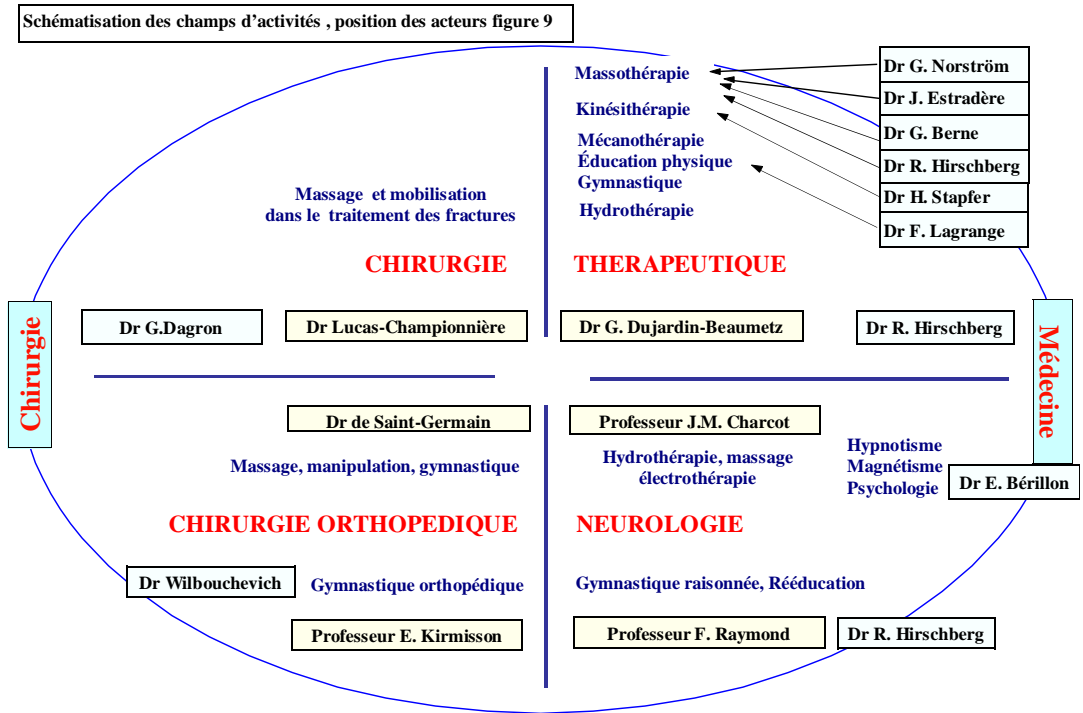 Schématisation des champs d'activités , position des acteurs figure 9
Massothérapie
Kinésithérapie
Mécanothérapie
Éducation physique
Gymnastique
Hydrothérapie
Dr G. Norström
Dr J. Estradère
Dr G. Berne
Dr R. Hirschberg
Dr H. Stapfer
Dr F. Lagrange
Massage et mobilisation
dans le traitement des fractures
CHIRURGIE
THERAPEUTIQUE
Chirurgie
Dr G.Dagron
Dr Lucas-Championnière
Dr G. Dujardin-Beaumetz
Dr R. Hirschberg
Médecine
Dr de Saint-Germain
Massage, manipulation, gymnastique
Professeur J.M. Charcot
Hydrothérapie, massage
électrothérapie
Hypnotisme
Magnétisme
Psychologie
Dr E. Bérillon
CHIRURGIE ORTHOPEDIQUE
NEUROLOGIE
Dr Wilbouchevich
Gymnastique orthopédique
Gymnastique raisonnée, Rééducation
Professeur E. Kirmisson
Professeur F. Raymond
Dr R. Hirschberg